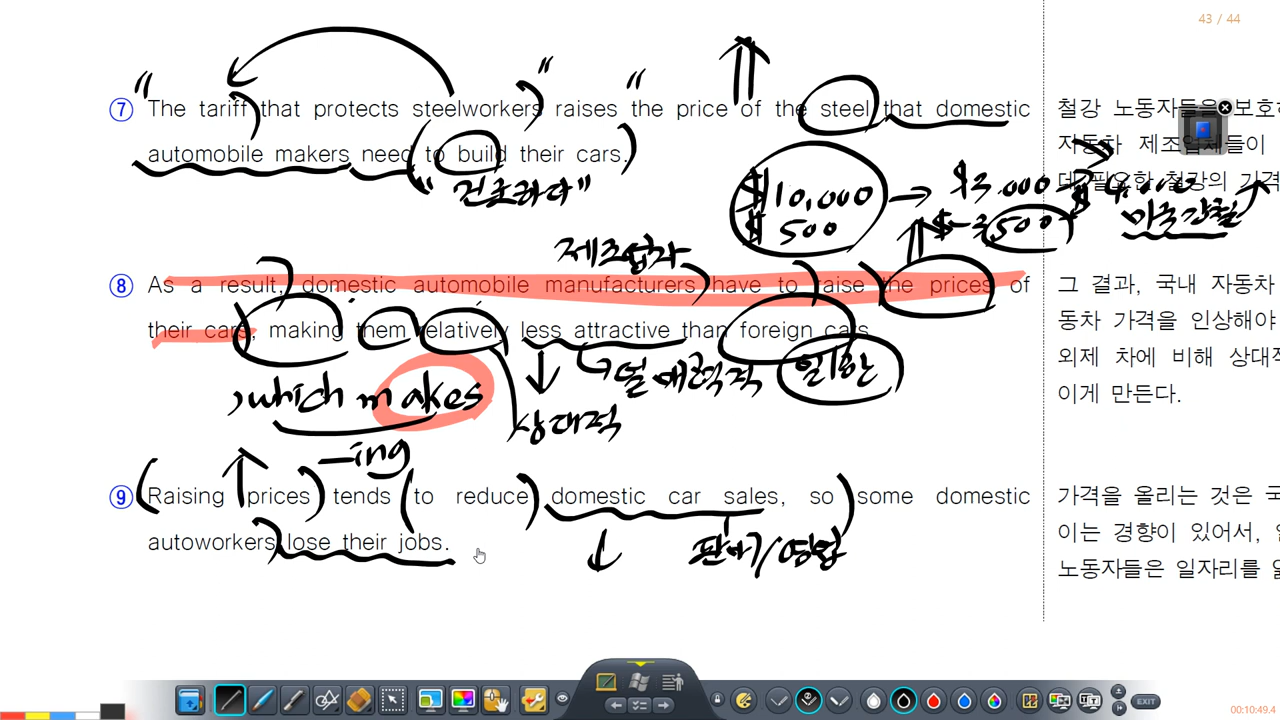 43 / 44
⑦ The tariff that protects steelworkers raises the price of the steel that domestic
automobile makers need to build their cars.
철강 노동자들을 보호하
자동차 제조업체들이
데 필요한 철강의 가격
" 건조하다"
$10,000 → $3,000
$ 500
500
미국강철
제조업자
⑧ As a result, domestic automobile manufacturers have to raise the prices of
their cars, making them relatively less attractive than foreign cars.
그 결과, 국내 자동차
동차 가격을 인상해야
외제 차에 비해 상대적
이게 만든다.
덜 매력적
일본
, which makes
상대적
-ing
⑨ Raising prices tends to reduce domestic car sales, so some domestic
autoworkers lose their jobs.
가격을 올리는 것은 국
이는 경향이 있어서,
노동자들은 일자리를 잃
판매/영업
EXIT
00:10:49.4